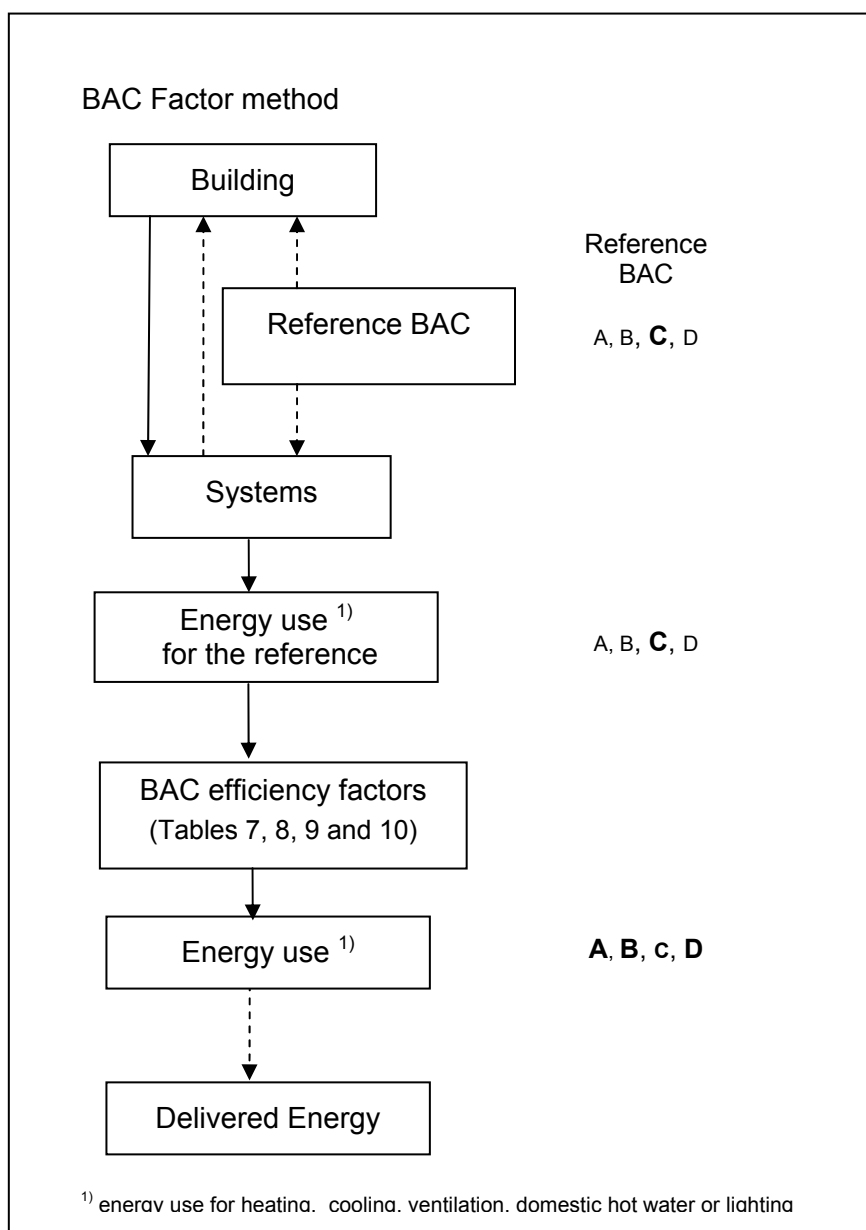 BAC Factor method
Building
Reference
BAC
Reference BAC
A, B, C, D
Systems
Energy use 1)
for the reference
A, B, C, D
BAC efficiency factors
(Tables 7, 8, 9 and 10)
Energy use 1)
A, B, c, D
Delivered Energy
1) energy use for heating, cooling, ventilation, domestic hot water or lighting